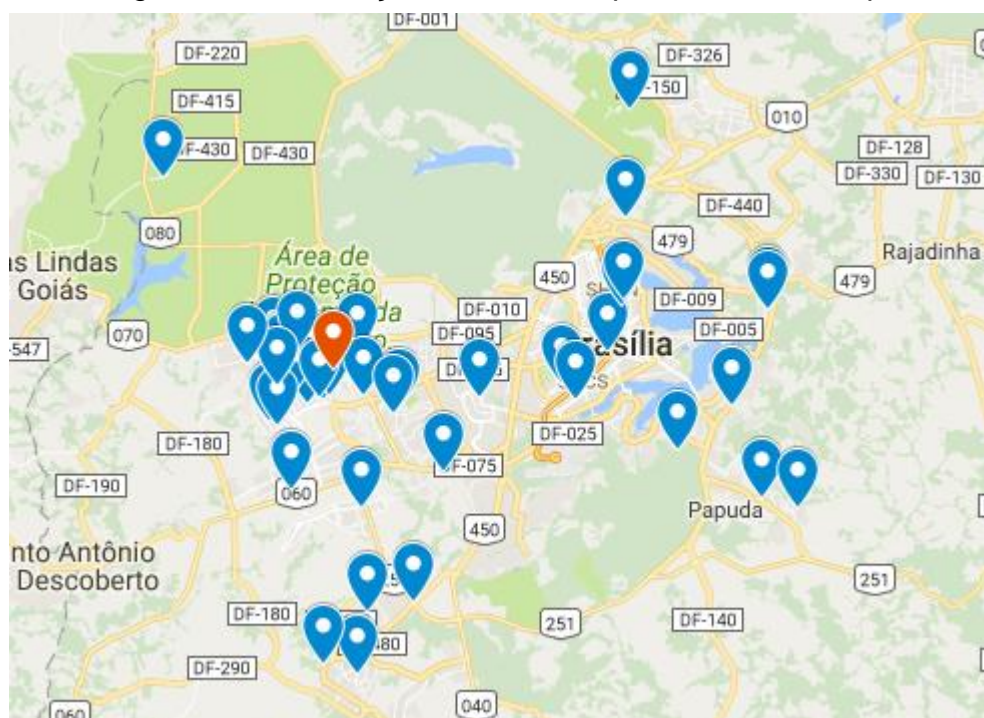 DF-001
DF-220
DF-326
DF-415
DF-150
010
DF-430
DF-430
DF-128
DF-330
DF-130
DF-440
080
479
as Lindas
Goiás
Área de
Proteção
da
450
Rajadinha
479
DF-010
DF-009
070
DF-095
DF-005
-547
DF-180
DF-025
DF-075
DF-190
060
Papuda
450
nto Antônio
Descoberto
251
DF-180
251
DF-140
DF-290
040
060